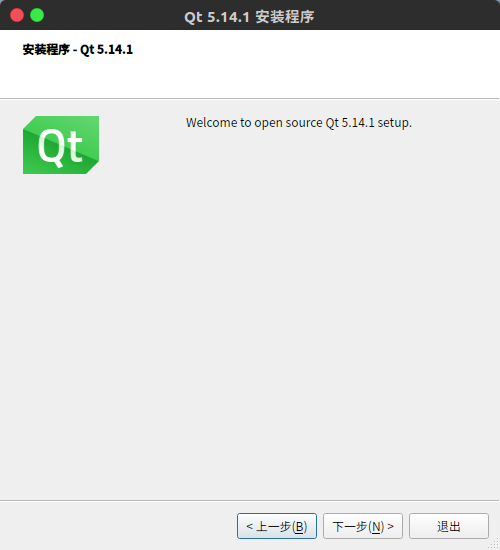 Qt 5.14.1 安装程序
安装程序 - Qt 5.14.1
Qt
Welcome to open source Qt 5.14.1 setup.
< 上一步(B)
下一步(N) >
退出